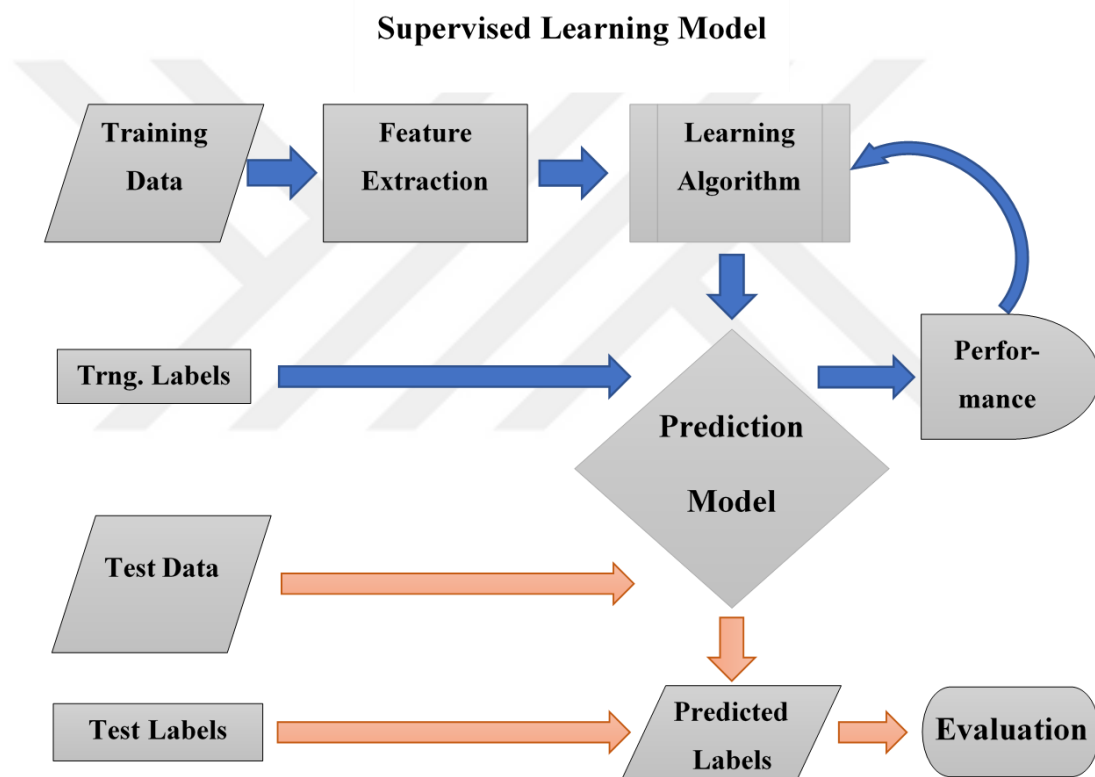 Supervised Learning Model
Training
Data
Feature
Extraction
Learning
Algorithm
Trng. Labels
Prediction
Model
Perfor-
mance
Test Data
Test Labels
Predicted
Labels
Evaluation